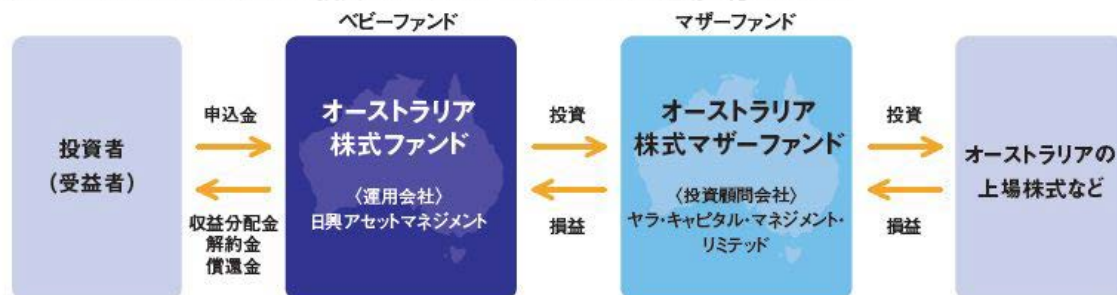 ベビーファンド
マザーファンド
投資者
(受益者)
申込金
収益分配金
解約金
償還金
オーストラリア
株式ファンド
〈運用会社〉
日興アセットマネジメント
投資
損益
オーストラリア
株式マザーファンド
〈投資顧問会社〉
ヤラ・キャピタル・マネジメント・
リミテッド
投資
損益
オーストラリアの
上場株式など